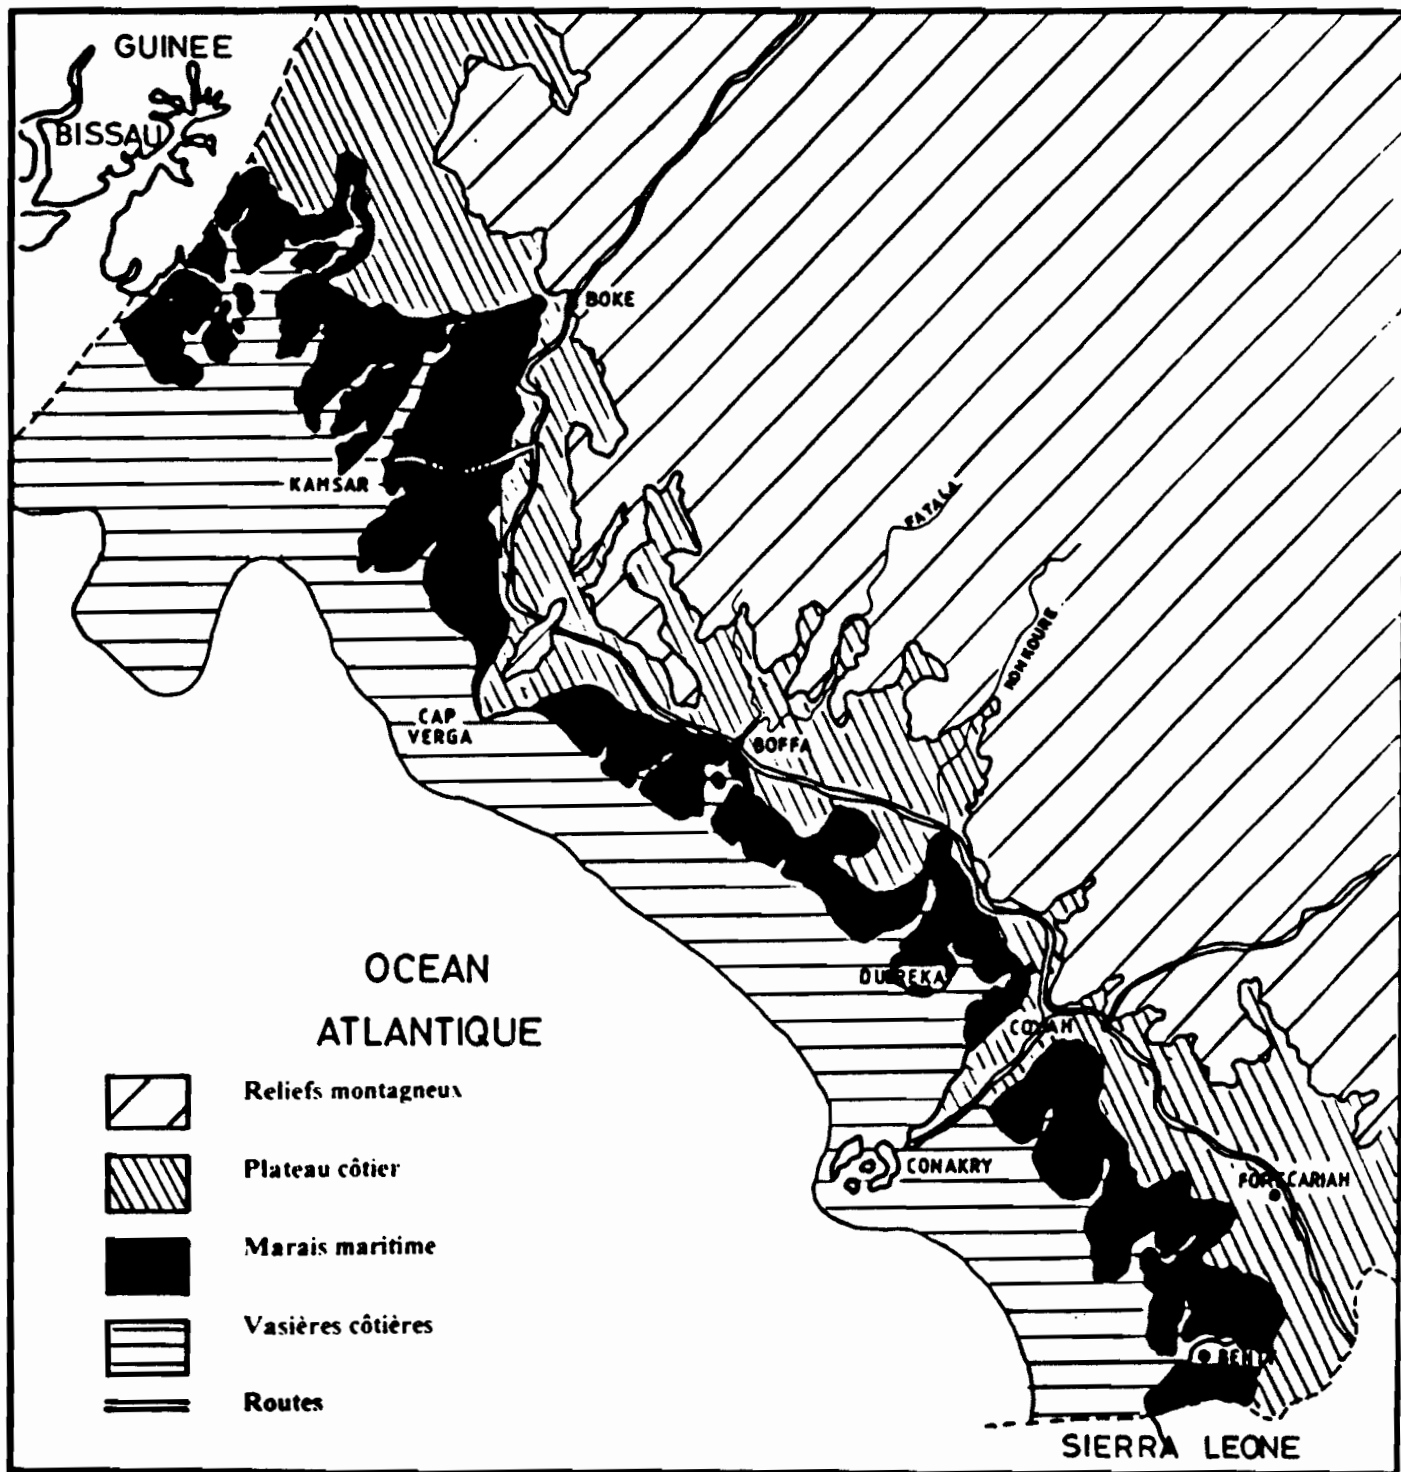 GUINEE
BISSAU
BOKE
KAMSAR
FATALA
KONKOURE
CAP
VERGA
BOFFA
OCEAN
ATLANTIQUE
DUBREKA
COYAH
CONAKRY
FORECARIAH
Reliefs montagneux
Plateau côtier
Marais maritime
Vasières côtières
Routes
SIERRA LEONE